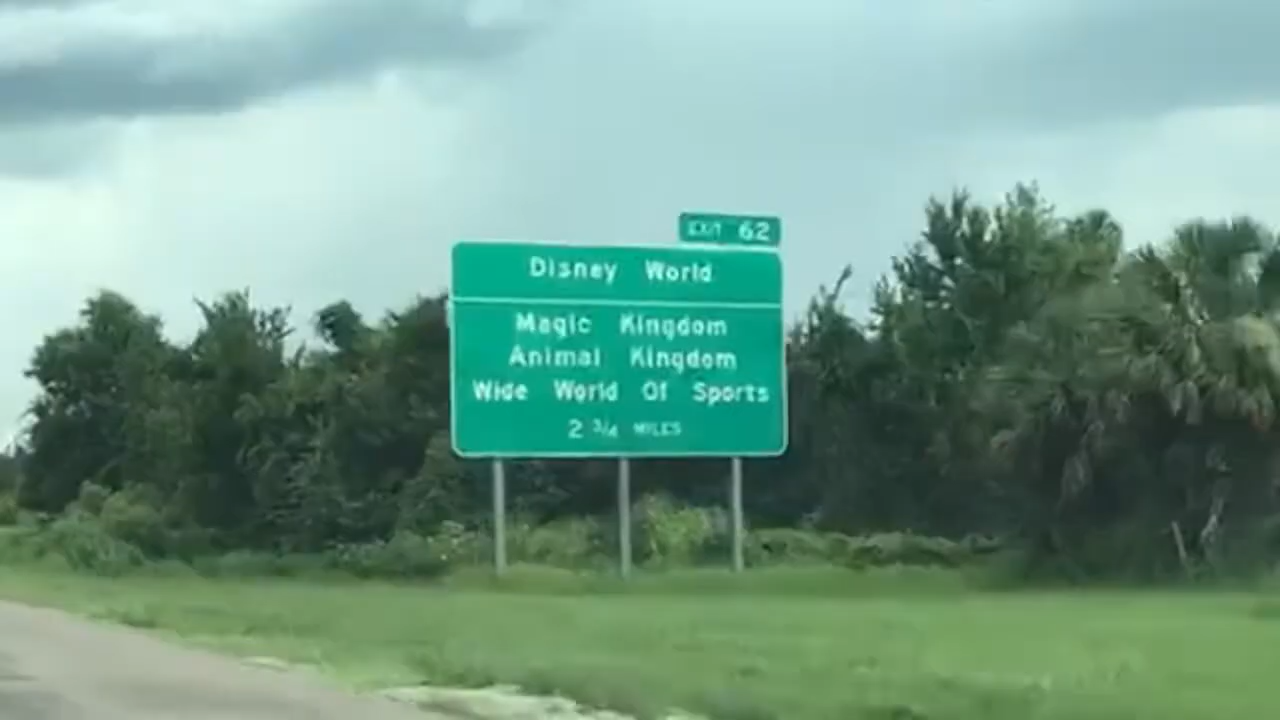 EXIT 62
Disney World
Magic Kingdom
Animal Kingdom
Wide World Of Sports
2 3/4 MILES